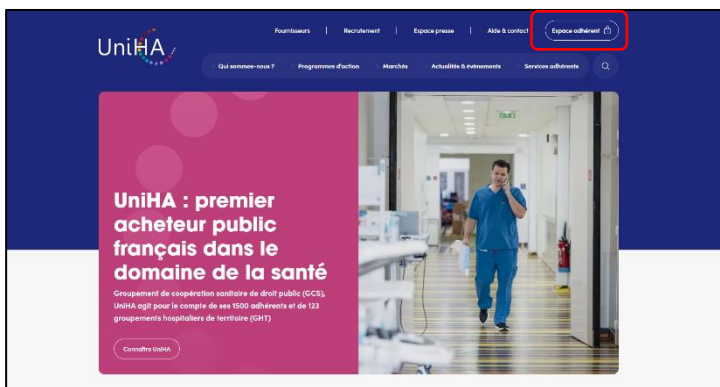 Fournisseurs | Recrutement | Espace presse | Aide & contact Espace adhérent
UniHA
Qui sommes-nous ? Programmes d'action Marchés Actualités & événements Services adhérents
UniHA : premier
acheteur public
français dans le
domaine de la santé
Groupement de coopération sanitaire de droit public (GCS),
UniHA agit pour le compte de ses 1500 adhérents et de 123
groupements hospitaliers de territoire (GHT)
Connaître UniHA